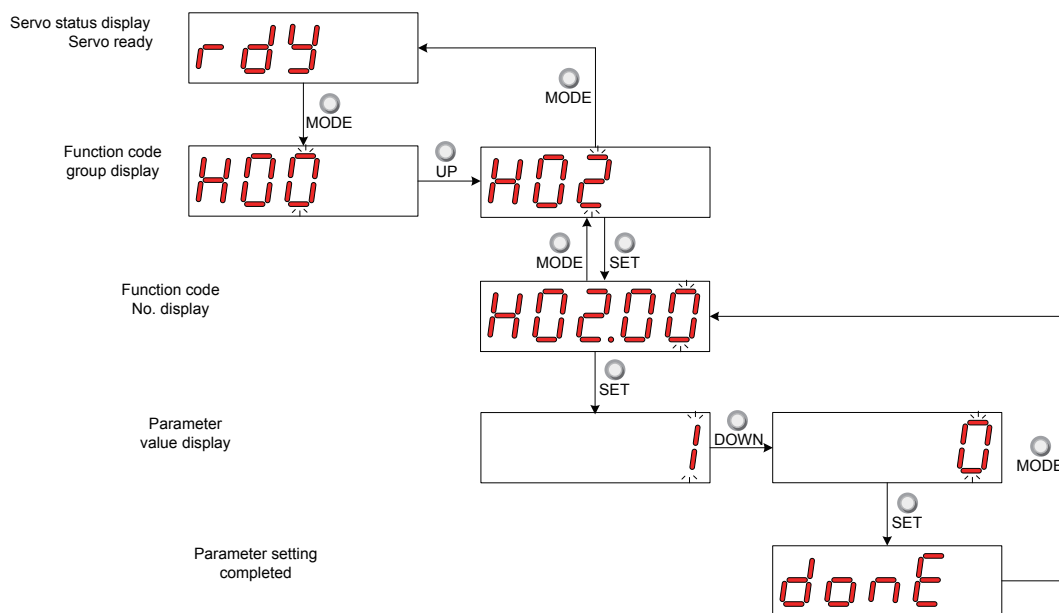 Servo status display
Servo ready
rdy
MODE
MODE
Function code
group display
H00
UP
H02
MODE
SET
Function code
No. display
H02.00
SET
Parameter
value display
1
DOWN
0
MODE
SET
Parameter setting
completed
donE